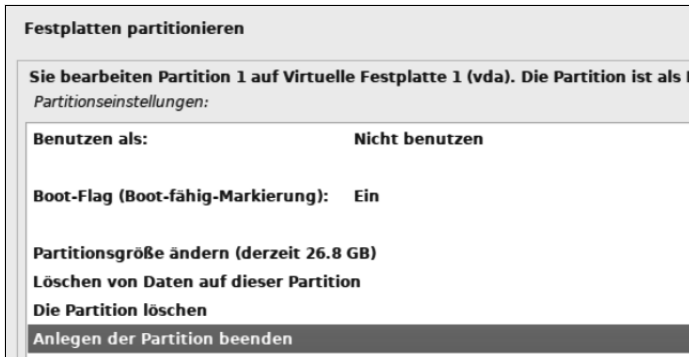 Festplatten partitionieren
Sie bearbeiten Partition 1 auf Virtuelle Festplatte 1 (vda). Die Partition ist als
Partitionseinstellungen:
Benutzen als: Nicht benutzen
Boot-Flag (Boot-fähig-Markierung): Ein
Partitionsgröße ändern (derzeit 26.8 GB)
Löschen von Daten auf dieser Partition
Die Partition löschen
Anlegen der Partition beenden